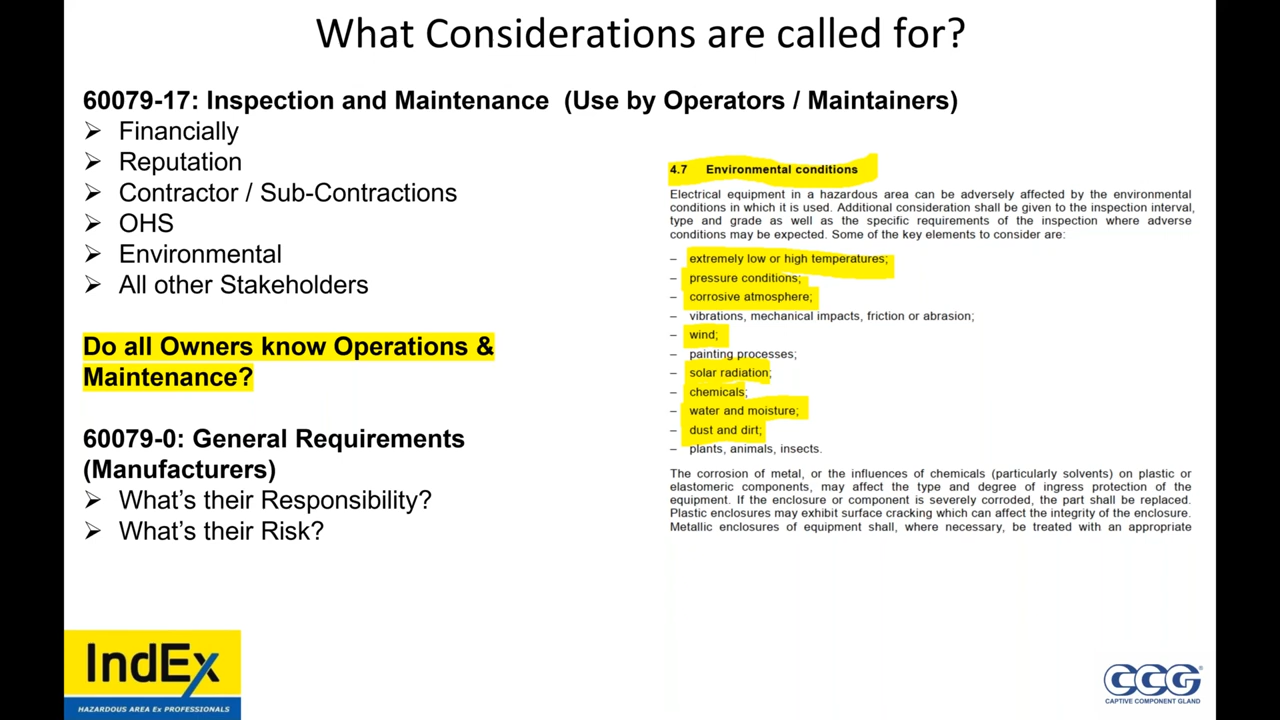 What Considerations are called for?
60079-17: Inspection and Maintenance (Use by Operators / Maintainers)
➢ Financially
➢ Reputation
➢ Contractor / Sub-Contractions
➢ OHS
➢ Environmental
➢ All other Stakeholders
Do all Owners know Operations &
Maintenance?
60079-0: General Requirements
(Manufacturers)
➢ What's their Responsibility?
➢ What's their Risk?
4.7 Environmental conditions
Electrical equipment in a hazardous area can be adversely affected by the environmental
conditions in which it is used. Additional consideration shall be given to the inspection interval,
type and grade as well as the specific requirements of the inspection where adverse
conditions may be expected. Some of the key elements to consider are:
– extremely low or high temperatures;
– pressure conditions;
– corrosive atmosphere;
– vibrations, mechanical impacts, friction or abrasion;
– wind;
– painting processes;
– solar radiation;
– chemicals;
– water and moisture;
– dust and dirt;
– plants, animals, insects.
The corrosion of metal, or the influences of chemicals (particularly solvents) on plastic or
elastomeric components, may affect the type and degree of ingress protection of the
equipment. If the enclosure or component is severely corroded, the part shall be replaced.
Plastic enclosures may exhibit surface cracking which can affect the integrity of the enclosure.
Metallic enclosures of equipment shall, where necessary, be treated with an appropriate
IndEx
HAZARDOUS AREA Ex PROFESSIONALS
CCG®
CAPTIVE COMPONENT GLAND